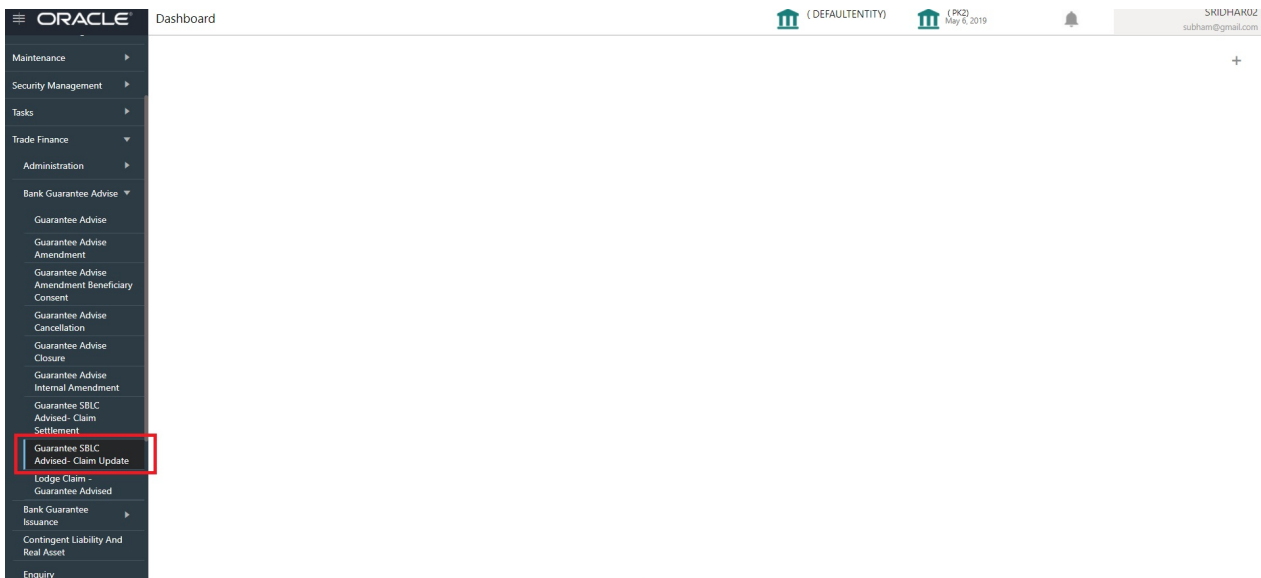 ORACLE
Dashboard
( DEFAULTENTITY)
(PK2)
May 6, 2019
SRIDHAR02
subham@gmail.com
Maintenance
Security Management
Tasks
Trade Finance
Administration
Bank Guarantee Advise
Guarantee Advise
Guarantee Advise
Amendment
Guarantee Advise
Amendment Beneficiary
Consent
Guarantee Advise
Cancellation
Guarantee Advise
Closure
Guarantee Advise
Internal Amendment
Guarantee SBLC
Advised- Claim
Settlement
Guarantee SBLC
Advised- Claim Update
Lodge Claim -
Guarantee Advised
Bank Guarantee
Issuance
Contingent Liability And
Real Asset
Enquiry